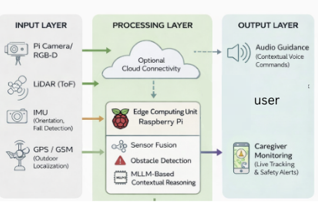 INPUT LAYER
Pi Camera/
RGB-D
LiDAR (ToF)
IMU
(Orientation,
Fall Detection)
GPS / GSM
(Outdoor
Localization)
PROCESSING LAYER
Optional
Cloud Connectivity
Edge Computing Unit
Raspberry Pi
Sensor Fusion
Obstacle Detection
MLLM-Based
Contextual Reasoning
OUTPUT LAYER
Audio Guidance
(Contextual Voice
Commands)
:
user
Caregiver
Monitoring
(Live Tracking
& Safety Alerts)